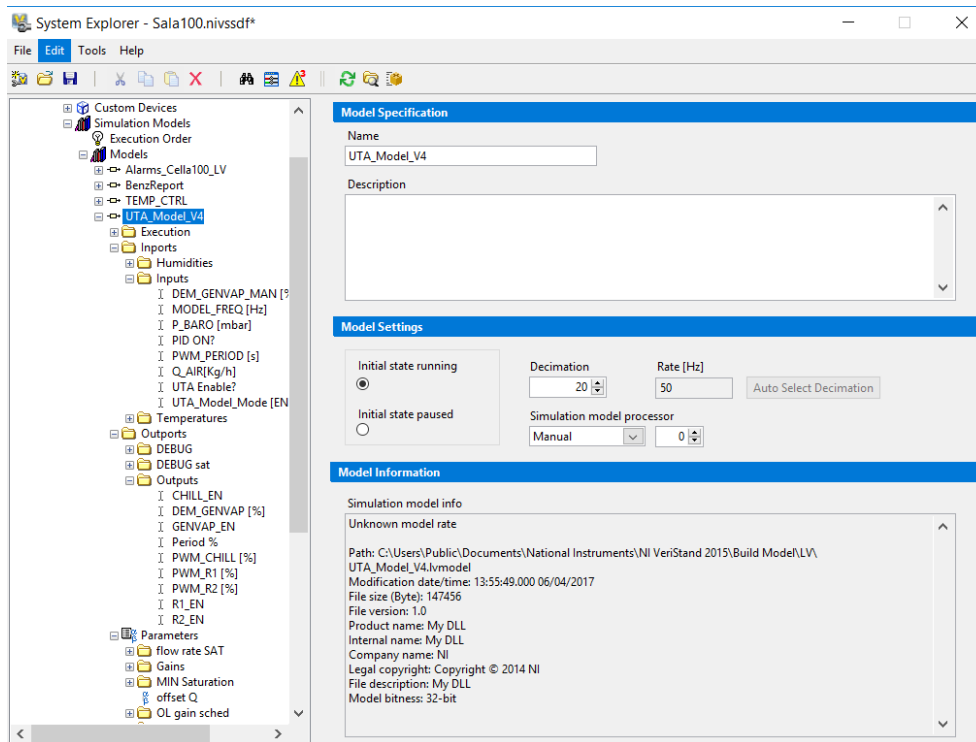 System Explorer - Sala100.nivssdf*
File Edit Tools Help
Custom Devices
Simulation Models
Execution Order
Models
Alarms_Cella100_LV
BenzReport
TEMP_CTRL
UTA_Model_V4
Execution
Inports
Humidities
Inputs
DEM_GENVAP_MAN [%
MODEL_FREQ [Hz]
P_BARO [mbar]
PID ON?
PWM_PERIOD [s]
Q_AIR[Kg/h]
UTA Enable?
UTA_Model_Mode [EN
Temperatures
Outports
DEBUG
DEBUG sat
Outputs
CHILL_EN
DEM_GENVAP [%]
GENVAP_EN
Period %
PWM_CHILL [%]
PWM_R1 [%]
PWM_R2 [%]
R1_EN
R2_EN
Parameters
flow rate SAT
Gains
MIN Saturation
offset Q
OL gain sched
Model Specification
Name
UTA_Model_V4
Description
Model Settings
Initial state running
Initial state paused
Decimation
20
Rate [Hz]
50
Auto Select Decimation
Simulation model processor
Manual
0
Model Information
Simulation model info
Unknown model rate
Path: C:\Users\Public\Documents\National Instruments\NI VeriStand 2015\Build Model\LV\
UTA_Model_V4.lvmodel
Modification date/time: 13:55:49.000 06/04/2017
File size (Byte): 147456
File version: 1.0
Product name: My DLL
Internal name: My DLL
Company name: NI
Legal copyright: Copyright © 2014 NI
File description: My DLL
Model bitness: 32-bit